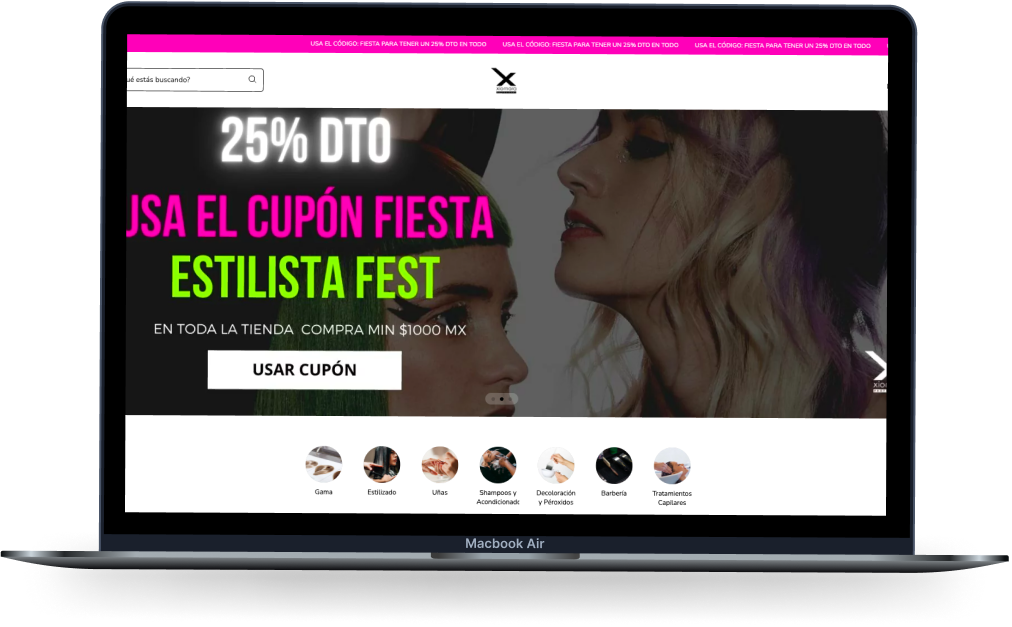 USA EL CÓDIGO: FIESTA PARA TENER UN 25% DTO EN TODO USA EL CÓDIGO: FIESTA PARA TENER UN 25% DTO EN TODO USA EL CÓDIGO: FIESTA PARA TENER UN 25% DTO EN TODO
ué estás buscando?
25% DTO
USA EL CUPÓN FIESTA
ESTILISTA FEST
EN TODA LA TIENDA COMPRA MIN $1000 MX
USAR CUPÓN
Gama
Estilizado
Uñas
Shampoos y
Acondicionado
Decoloración
y Péroxidos
Barbería
Tratamientos
Capilares
Macbook Air